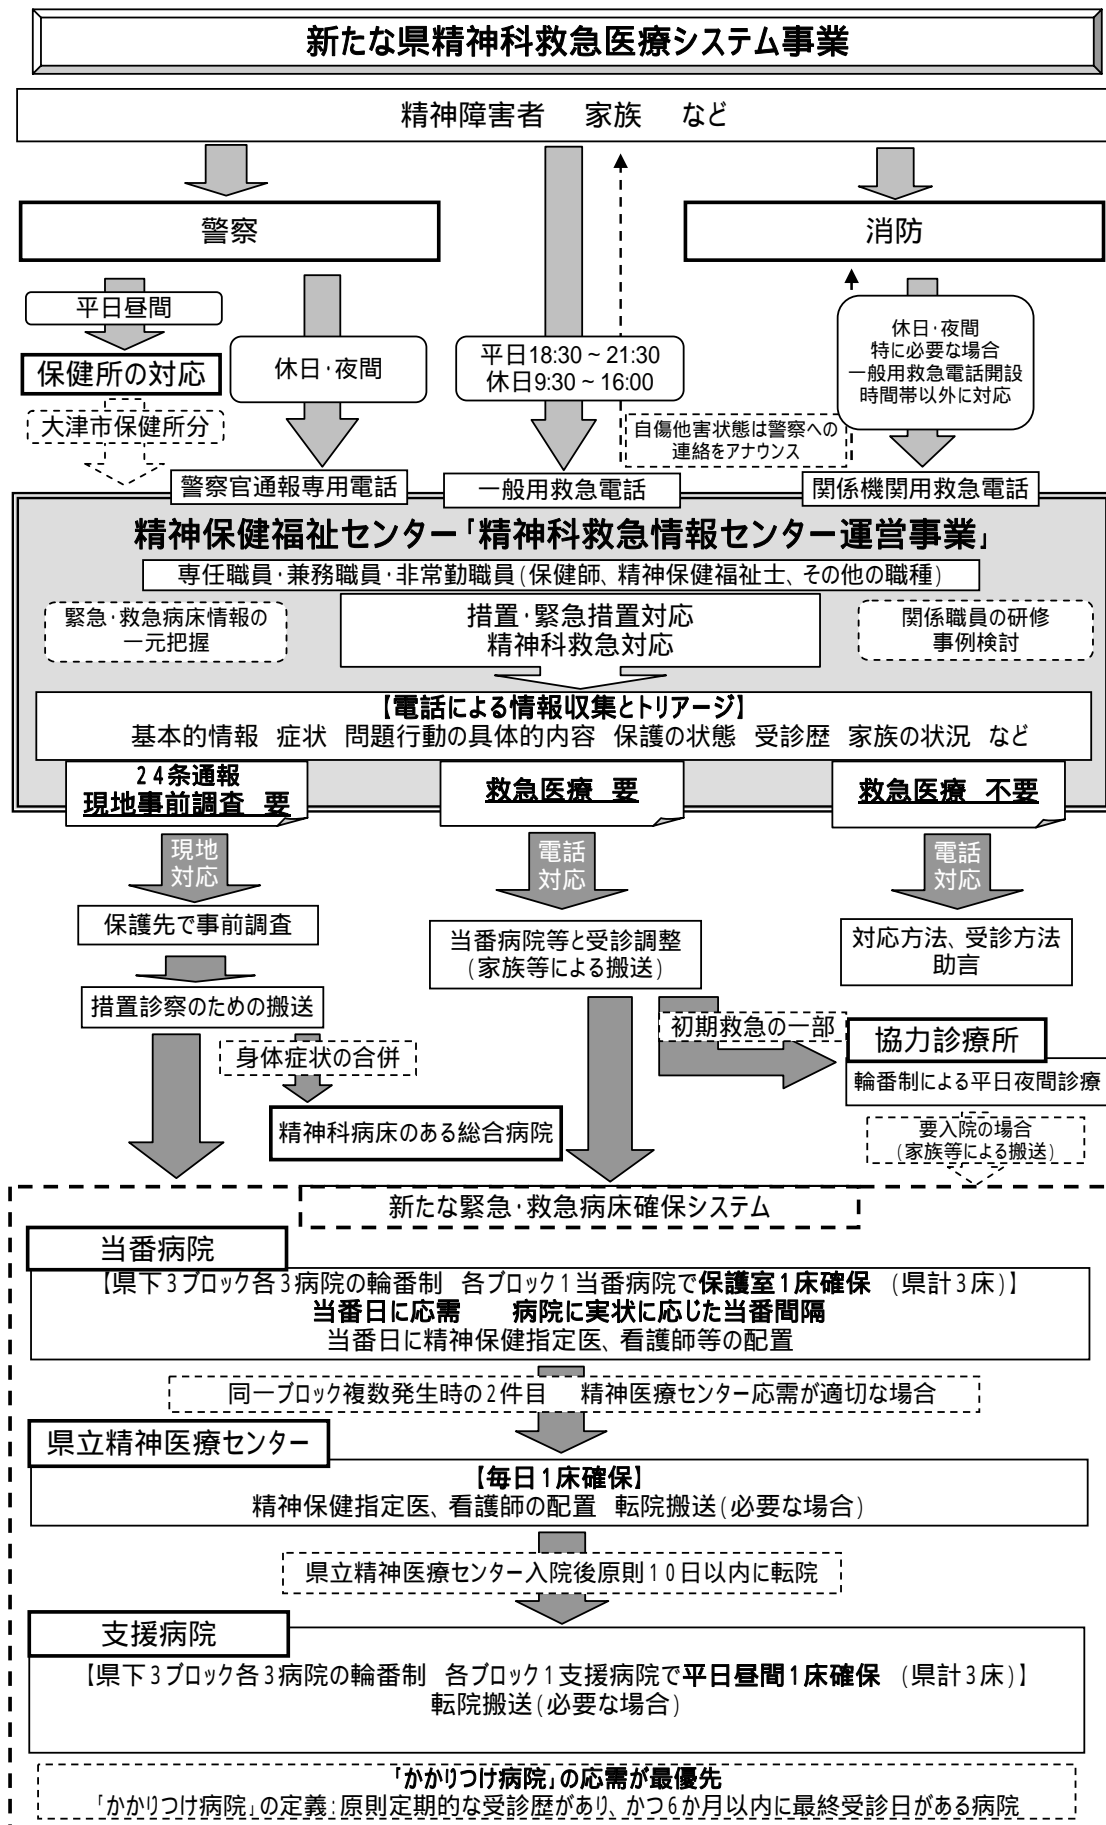 新たな県精神科救急医療システム事業
精神障害者 家族 など
警察
消防
平日昼間
保健所の対応
大津市保健所分
休日・夜間
平日18:30～21:30
休日9:30～16:00
休日・夜間
特に必要な場合
一般用救急電話開設
時間帯以外に対応
自傷他害状態は警察への
連絡をアナウンス
警察官通報専用電話
一般用救急電話
関係機関用救急電話
精神保健福祉センター「精神科救急情報センター運営事業」
専任職員・兼務職員・非常勤職員(保健師、精神保健福祉士、その他の職種)
緊急・救急病床情報の
一元把握
措置・緊急措置対応
精神科救急対応
関係職員の研修
事例検討
【電話による情報収集とトリアージ】
基本的情報 症状 問題行動の具体的内容 保護の状態 受診歴 家族の状況 など
24条通報
現地事前調査 要
救急医療 要
救急医療 不要
現地
対応
電話
対応
電話
対応
保護先で事前調査
当番病院等と受診調整
(家族等による搬送)
対応方法、受診方法
助言
措置診察のための搬送
身体症状の合併
初期救急の一部
協力診療所
輪番制による平日夜間診療
精神科病床のある総合病院
要入院の場合
(家族等による搬送)
新たな緊急・救急病床確保システム
当番病院
【県下3ブロック各3病院の輪番制 各ブロック1当番病院で保護室1床確保 (県計3床)】
当番日に応需 病院に実状に応じた当番間隔
当番日に精神保健指定医、看護師等の配置
同一ブロック複数発生時の2件目 精神医療センター応需が適切な場合
県立精神医療センター
【毎日1床確保】
精神保健指定医、看護師の配置 転院搬送(必要な場合)
県立精神医療センター入院後原則10日以内に転院
支援病院
【県下3ブロック各3病院の輪番制 各ブロック1支援病院で平日昼間1床確保 (県計3床)】
転院搬送(必要な場合)
「かかりつけ病院」の応需が最優先
「かかりつけ病院」の定義:原則定期的な受診歴があり、かつ6か月以内に最終受診日がある病院